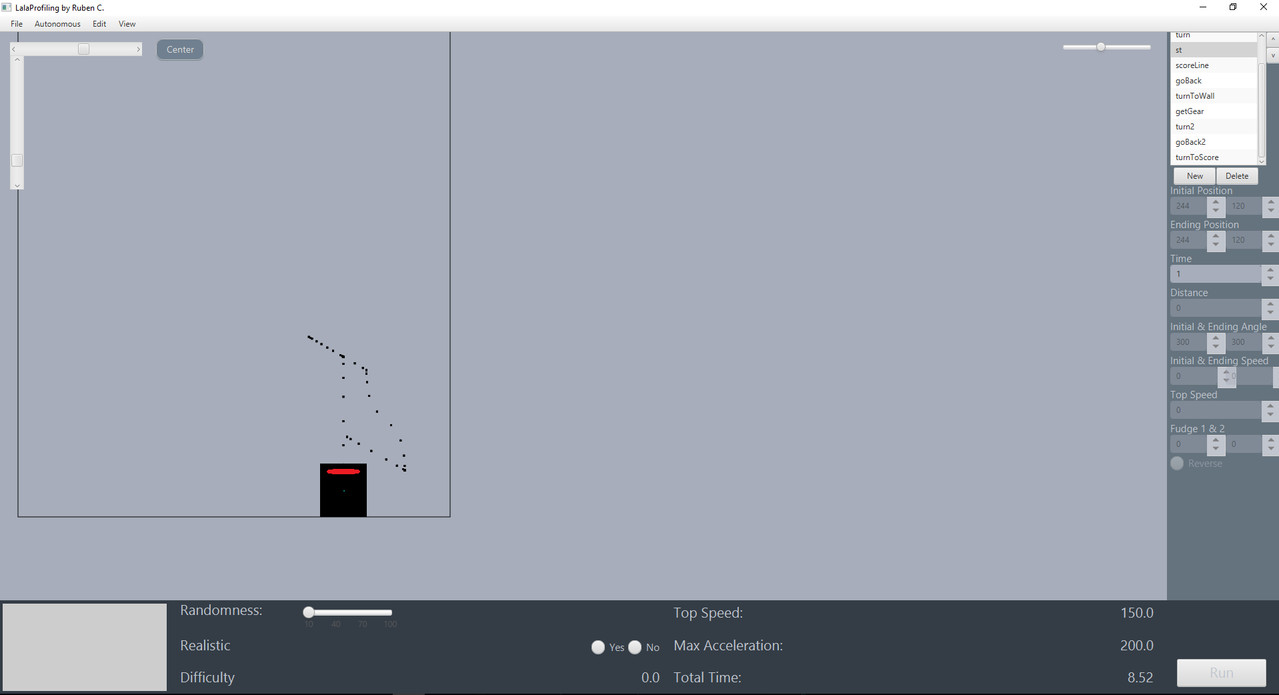 LalaProfiling by Ruben C.
File Autonomous Edit View
Center
turn
st
scoreLine
goBack
turnToWall
getGear
turn2
goBack2
turnToScore
New Delete
Initial Position
244 120
Ending Position
244 120
Time
1
Distance
0
Initial & Ending Angle
300 300
Initial & Ending Speed
0 0
Top Speed
0
Fudge 1 & 2
0 0
Reverse
Randomness:
10 40 70 100
Top Speed: 150.0
Realistic Yes No
Max Acceleration: 200.0
Difficulty 0.0
Total Time: 8.52
Run